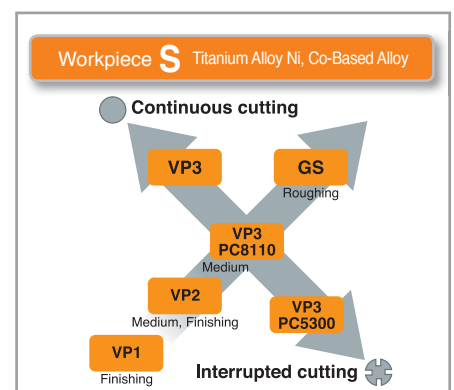 Workpiece S Titanium Alloy Ni, Co-Based Alloy
Continuous cutting
VP3
GS
Roughing
VP3
PC8110
Medium
VP2
Medium, Finishing
VP3
PC5300
VP1
Finishing
Interrupted cutting